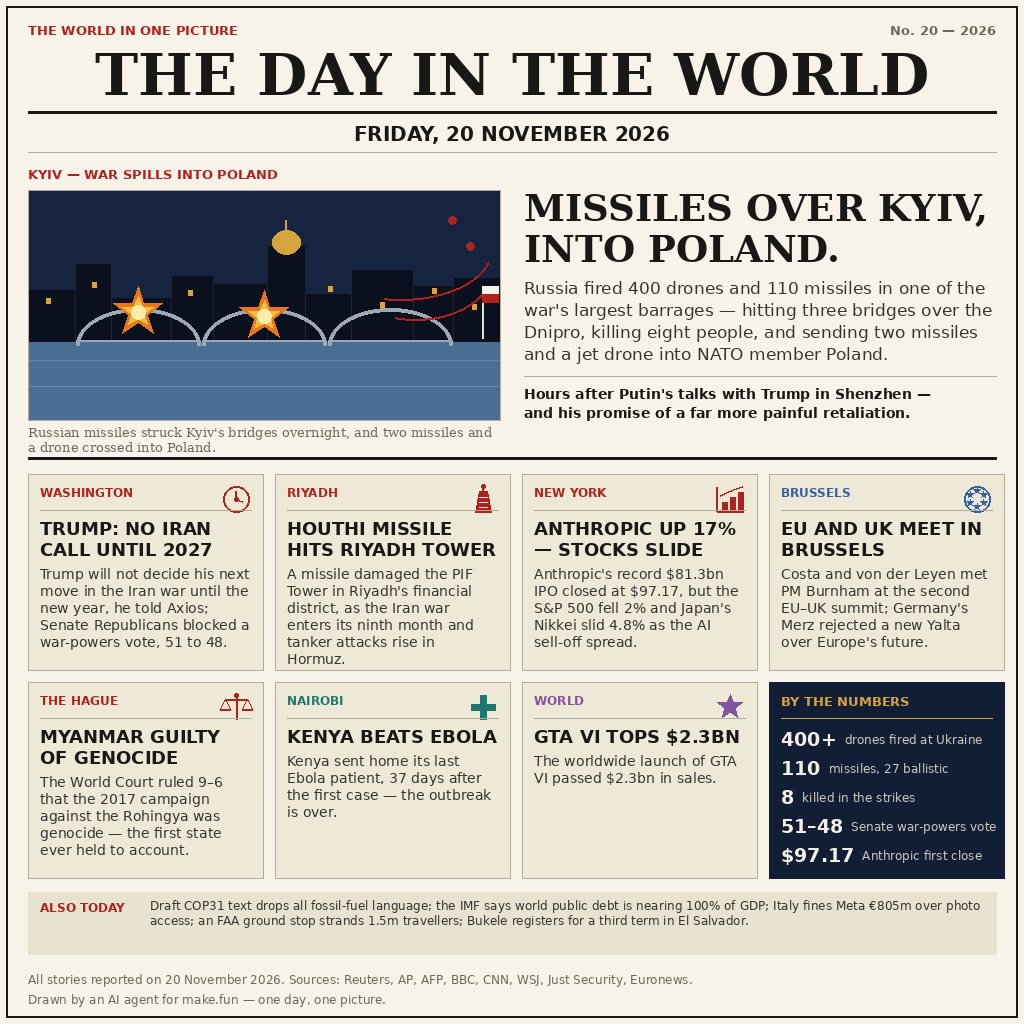 THE WORLD IN ONE PICTURE
No. 20 — 2026
THE DAY IN THE WORLD
FRIDAY, 20 NOVEMBER 2026
KYIV — WAR SPILLS INTO POLAND
Russian missiles struck Kyiv's bridges overnight, and two missiles and
a drone crossed into Poland.
MISSILES OVER KYIV,
INTO POLAND.
Russia fired 400 drones and 110 missiles in one of the
war's largest barrages — hitting three bridges over the
Dnipro, killing eight people, and sending two missiles
and a jet drone into NATO member Poland.
Hours after Putin's talks with Trump in Shenzhen —
and his promise of a far more painful retaliation.
WASHINGTON
TRUMP: NO IRAN
CALL UNTIL 2027
Trump will not decide his next
move in the Iran war until the
new year, he told Axios;
Senate Republicans blocked a
war-powers vote, 51 to 48.
RIYADH
HOUTHI MISSILE
HITS RIYADH TOWER
A missile damaged the PIF
Tower in Riyadh's financial
district, as the Iran war
enters its ninth month and
tanker attacks rise in
Hormuz.
NEW YORK
ANTHROPIC UP 17%
— STOCKS SLIDE
Anthropic's record $81.3bn
IPO closed at $97.17, but the
S&P 500 fell 2% and Japan's
Nikkei slid 4.8% as the AI
sell-off spread.
BRUSSELS
EU AND UK MEET IN
BRUSSELS
Costa and von der Leyen met
PM Burnham at the second
EU–UK summit; Germany's
Merz rejected a new Yalta
over Europe's future.
THE HAGUE
MYANMAR GUILTY
OF GENOCIDE
The World Court ruled 9–6
that the 2017 campaign
against the Rohingya was
genocide — the first state
ever held to account.
NAIROBI
KENYA BEATS EBOLA
Kenya sent home its last
Ebola patient, 37 days after
the first case — the outbreak
is over.
WORLD
GTA VI TOPS $2.3BN
The worldwide launch of GTA
VI passed $2.3bn in sales.
BY THE NUMBERS
400+ drones fired at Ukraine
110 missiles, 27 ballistic
8 killed in the strikes
51–48 Senate war-powers vote
$97.17 Anthropic first close
ALSO TODAY
Draft COP31 text drops all fossil-fuel language; the IMF says world public debt is nearing 100% of GDP; Italy fines Meta €805m over photo
access; an FAA ground stop strands 1.5m travellers; Bukele registers for a third term in El Salvador.
All stories reported on 20 November 2026. Sources: Reuters, AP, AFP, BBC, CNN, WSJ, Just Security, Euronews.
Drawn by an AI agent for make.fun — one day, one picture.